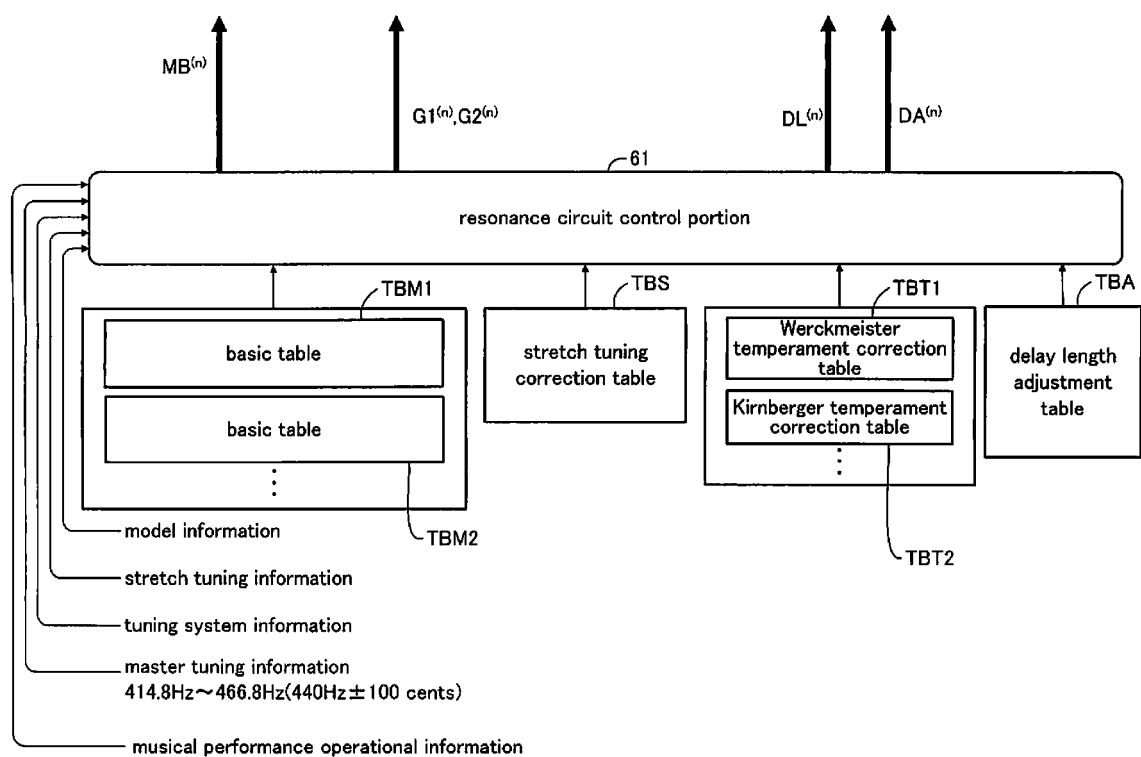 MB(n)
G1(n),G2(n)
DL(n)
DA(n)
61
resonance circuit control portion
TBM1
TBS
TBT1
TBA
basic table
basic table
stretch tuning
correction table
Werckmeister
temperament correction
table
Kirnberger temperament
correction table
delay length
adjustment
table
TBM2
TBT2
model information
stretch tuning information
tuning system information
master tuning information
414.8Hz～466.8Hz(440Hz±100 cents)
musical performance operational information